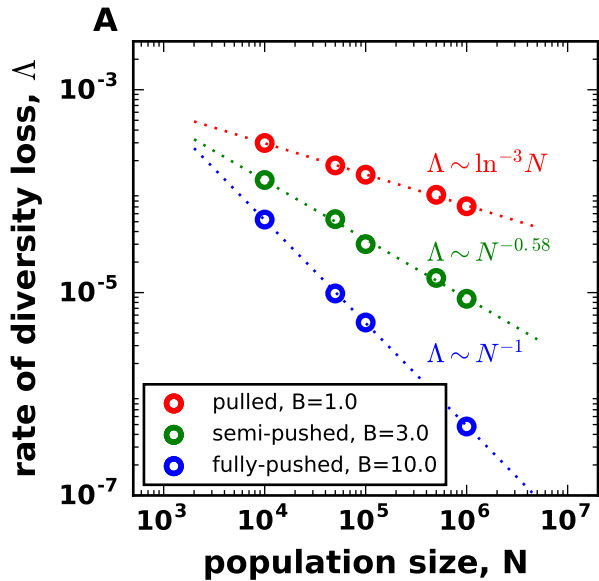 A
rate of diversity loss, Λ
10⁻³
10⁻⁵
10⁻⁷
Λ ∼ ln⁻³ N
Λ ∼ N⁻⁰·⁵⁸
Λ ∼ N⁻¹
pulled, B=1.0
semi-pushed, B=3.0
fully-pushed, B=10.0
10³ 10⁴ 10⁵ 10⁶ 10⁷
population size, N